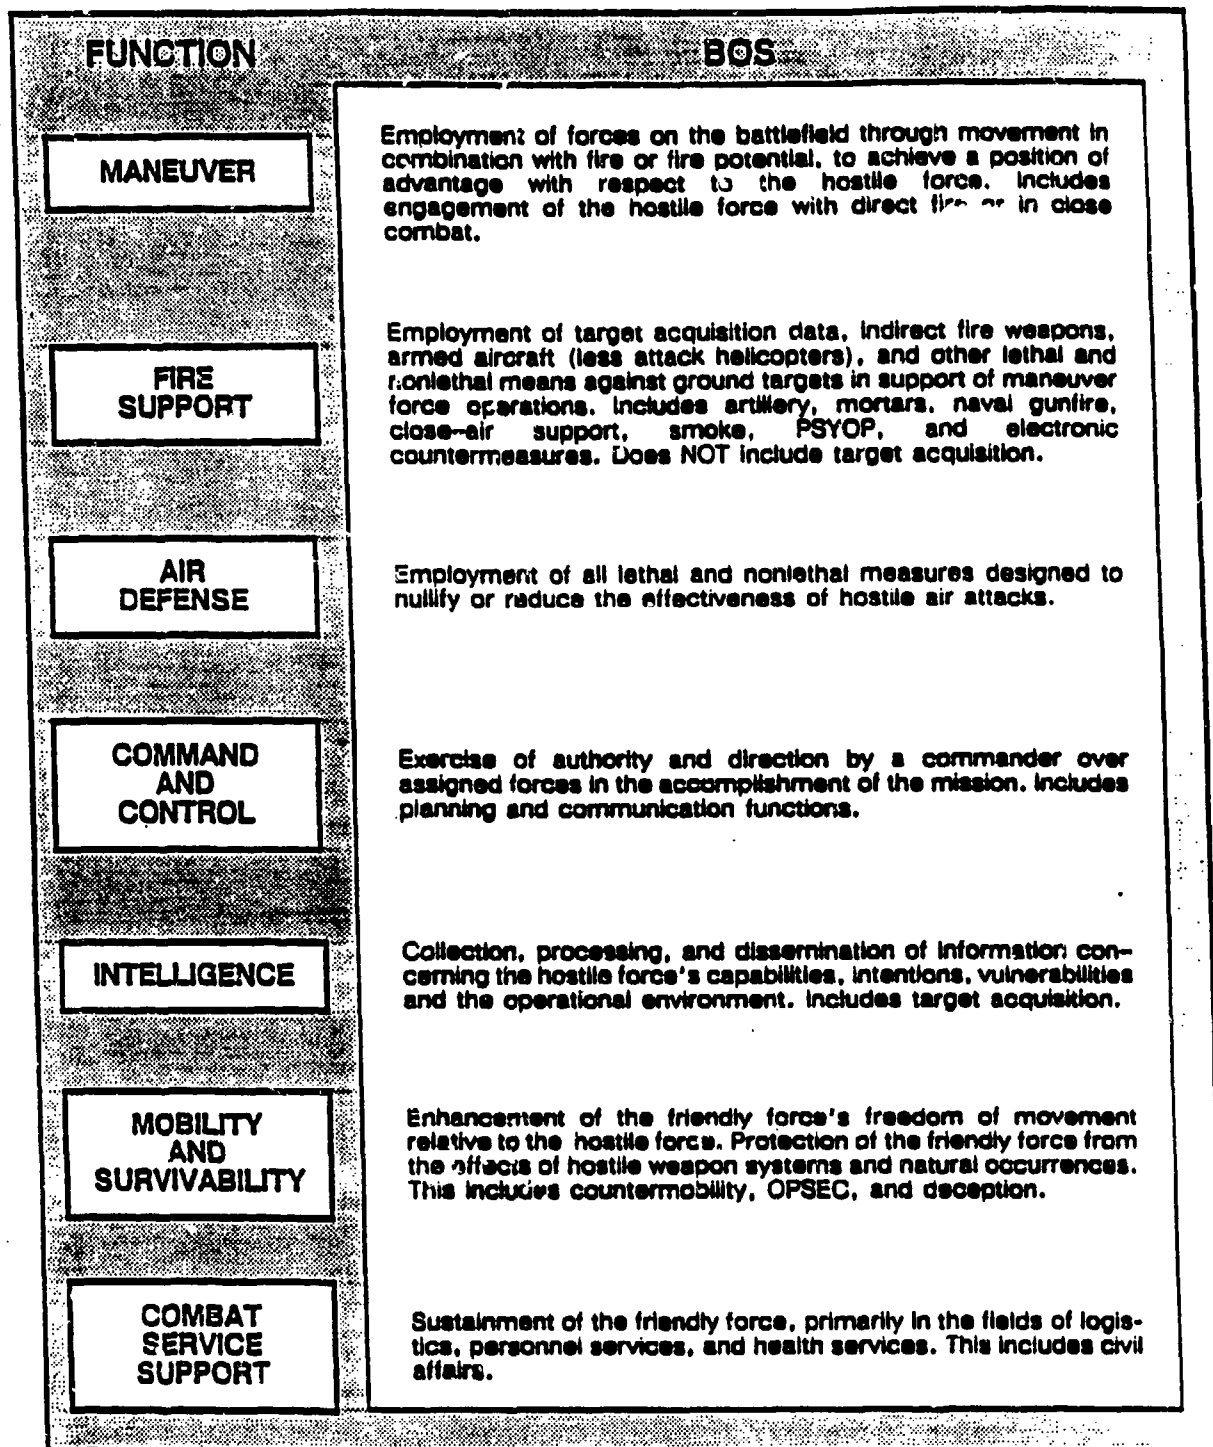 FUNCTION BOS
MANEUVER
Employment of forces on the battlefield through movement in
combination with fire or fire potential, to achieve a position of
advantage with respect to the hostile force. Includes
engagement of the hostile force with direct fire or in close
combat.
FIRE
SUPPORT
Employment of target acquisition data, indirect fire weapons,
armed aircraft (less attack helicopters), and other lethal and
nonlethal means against ground targets in support of maneuver
force operations. Includes artillery, mortars, naval gunfire,
close-air support, smoke, PSYOP, and electronic
countermeasures. Does NOT include target acquisition.
AIR
DEFENSE
Employment of all lethal and nonlethal measures designed to
nullify or reduce the effectiveness of hostile air attacks.
COMMAND
AND
CONTROL
Exercise of authority and direction by a commander over
assigned forces in the accomplishment of the mission. Includes
planning and communication functions.
INTELLIGENCE
Collection, processing, and dissemination of information con-
cerning the hostile force's capabilities, intentions, vulnerabilities
and the operational environment. Includes target acquisition.
MOBILITY
AND
SURVIVABILITY
Enhancement of the friendly force's freedom of movement
relative to the hostile force. Protection of the friendly force from
the effects of hostile weapon systems and natural occurrences.
This includes countermobility, OPSEC, and deception.
COMBAT
SERVICE
SUPPORT
Sustainment of the friendly force, primarily in the fields of logis-
tics, personnel services, and health services. This includes civil
affairs.